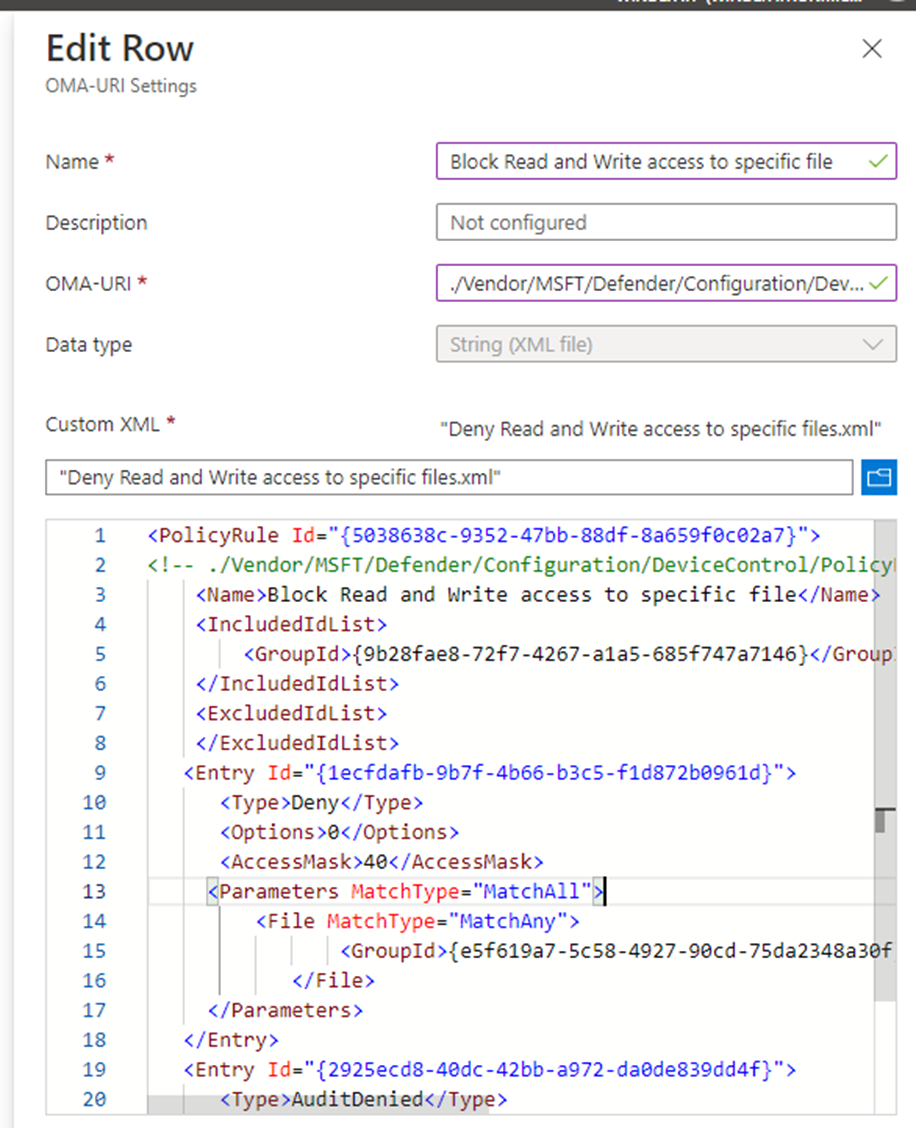 Edit Row
OMA-URI Settings
Name *
Block Read and Write access to specific file
Description
Not configured
OMA-URI *
./Vendor/MSFT/Defender/Configuration/Dev...
Data type
String (XML file)
Custom XML *
"Deny Read and Write access to specific files.xml"
"Deny Read and Write access to specific files.xml"
1 <PolicyRule Id="{5038638c-9352-47bb-88df-8a659f0c02a7}">
2 <!-- ./Vendor/MSFT/Defender/Configuration/DeviceControl/Policy
3 <Name>Block Read and Write access to specific file</Name>
4 <IncludedIdList>
5 <GroupId>{9b28fae8-72f7-4267-a1a5-685f747a7146}</Group
6 </IncludedIdList>
7 <ExcludedIdList>
8 </ExcludedIdList>
9 <Entry Id="{1ecfdafb-9b7f-4b66-b3c5-f1d872b0961d}">
10 <Type>Deny</Type>
11 <Options>0</Options>
12 <AccessMask>40</AccessMask>
13 <Parameters MatchType="MatchAll">
14 <File MatchType="MatchAny">
15 <GroupId>{e5f619a7-5c58-4927-90cd-75da2348a30f
16 </File>
17 </Parameters>
18 </Entry>
19 <Entry Id="{2925ecd8-40dc-42bb-a972-da0de839dd4f}">
20 <Type>AuditDenied</Type>